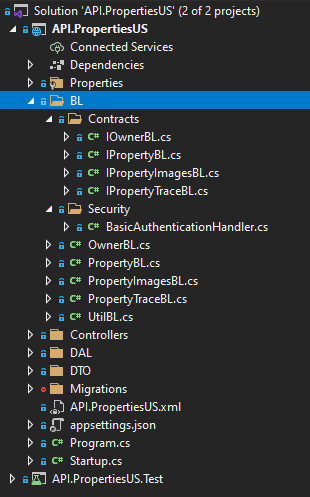 Solution 'API.PropertiesUS' (2 of 2 projects)
API.PropertiesUS
Connected Services
Dependencies
Properties
BL
Contracts
C# IOwnerBL.cs
C# IPropertyBL.cs
C# IPropertyImagesBL.cs
C# IPropertyTraceBL.cs
Security
C# BasicAuthenticationHandler.cs
C# OwnerBL.cs
C# PropertyBL.cs
C# PropertyImagesBL.cs
C# PropertyTraceBL.cs
C# UtilBL.cs
Controllers
DAL
DTO
Migrations
API.PropertiesUS.xml
appsettings.json
C# Program.cs
C# Startup.cs
API.PropertiesUS.Test